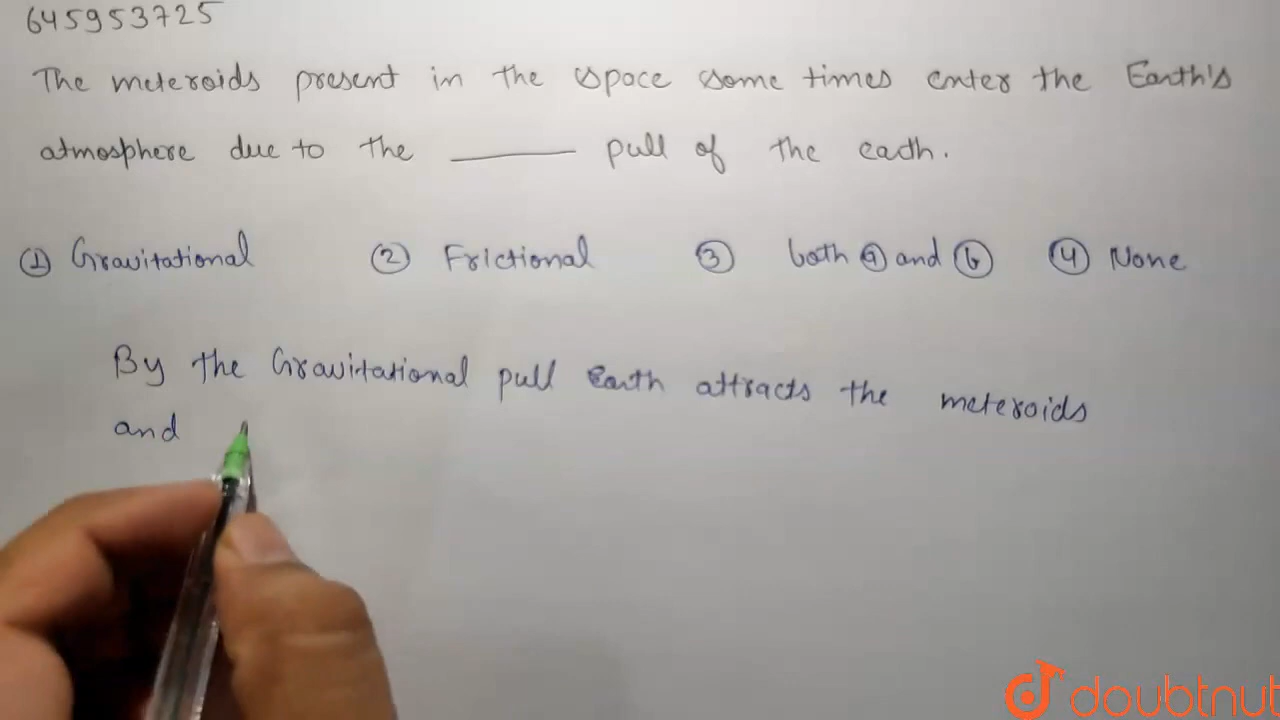 645953725
The meteroids present in the space some times enter the Earth's
atmosphere due to the ______ pull of the earth.
① Gravitational ② Frictional ③ both ⓐ and ⓑ ④ None
By the Gravitational pull Earth attracts the meteroids
and
doubtnut